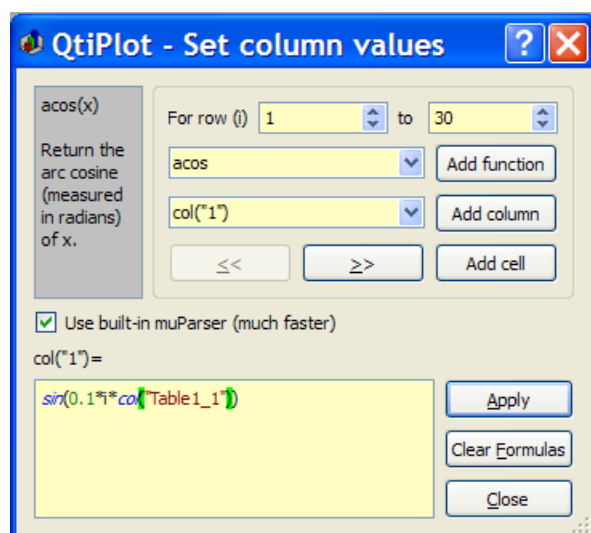 QtiPlot - Set column values
acos(x)
Return the
arc cosine
(measured
in radians)
of x.
For row (i) 1 to 30
acos Add function
col("1") Add column
<< >> Add cell
Use built-in muParser (much faster)
col("1")=
sin(0.1*i*col("Table1_1"))
Apply
Clear Formulas
Close